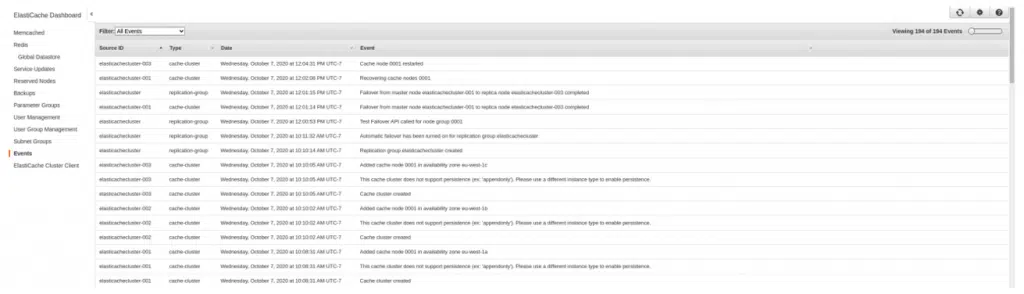 ElastiCache Dashboard
Memcached
Redis
Global Datastore
Service Updates
Reserved Nodes
Backups
Parameter Groups
User Management
User Group Management
Subnet Groups
Events
ElastiCache Cluster Client
Filter: All Events
Viewing 194 of 194 Events
Source ID Type Date Event
elasticachecluster-003 cache-cluster Wednesday, October 7, 2020 at 12:04:31 PM UTC-7 Cache node 0001 restarted
elasticachecluster-001 cache-cluster Wednesday, October 7, 2020 at 12:02:08 PM UTC-7 Recovering cache nodes 0001
elasticachecluster replication-group Wednesday, October 7, 2020 at 12:01:15 PM UTC-7 Failover from master node elasticachecluster-001 to replica node elasticachecluster-003 completed
elasticachecluster-001 cache-cluster Wednesday, October 7, 2020 at 12:01:14 PM UTC-7 Failover from master node elasticachecluster-001 to replica node elasticachecluster-003 completed
elasticachecluster replication-group Wednesday, October 7, 2020 at 12:00:53 PM UTC-7 Test Failover API called for node group 0001
elasticachecluster replication-group Wednesday, October 7, 2020 at 10:11:32 AM UTC-7 Automatic failover has been turned on for replication group elasticachecluster
elasticachecluster replication-group Wednesday, October 7, 2020 at 10:10:14 AM UTC-7 Replication group elasticachecluster created
elasticachecluster-003 cache-cluster Wednesday, October 7, 2020 at 10:10:05 AM UTC-7 Added cache node 0001 in availability zone eu-west-1c
elasticachecluster-003 cache-cluster Wednesday, October 7, 2020 at 10:10:05 AM UTC-7 This cache cluster does not support persistence (ex: 'appendonly'). Please use a different instance type to enable persistence.
elasticachecluster-003 cache-cluster Wednesday, October 7, 2020 at 10:10:05 AM UTC-7 Cache cluster created
elasticachecluster-002 cache-cluster Wednesday, October 7, 2020 at 10:10:02 AM UTC-7 Added cache node 0001 in availability zone eu-west-1b
elasticachecluster-002 cache-cluster Wednesday, October 7, 2020 at 10:10:02 AM UTC-7 This cache cluster does not support persistence (ex: 'appendonly'). Please use a different instance type to enable persistence.
elasticachecluster-002 cache-cluster Wednesday, October 7, 2020 at 10:10:02 AM UTC-7 Cache cluster created
elasticachecluster-001 cache-cluster Wednesday, October 7, 2020 at 10:08:31 AM UTC-7 Added cache node 0001 in availability zone eu-west-1a
elasticachecluster-001 cache-cluster Wednesday, October 7, 2020 at 10:08:31 AM UTC-7 This cache cluster does not support persistence (ex: 'appendonly'). Please use a different instance type to enable persistence.
elasticachecluster-001 cache-cluster Wednesday, October 7, 2020 at 10:08:31 AM UTC-7 Cache cluster created